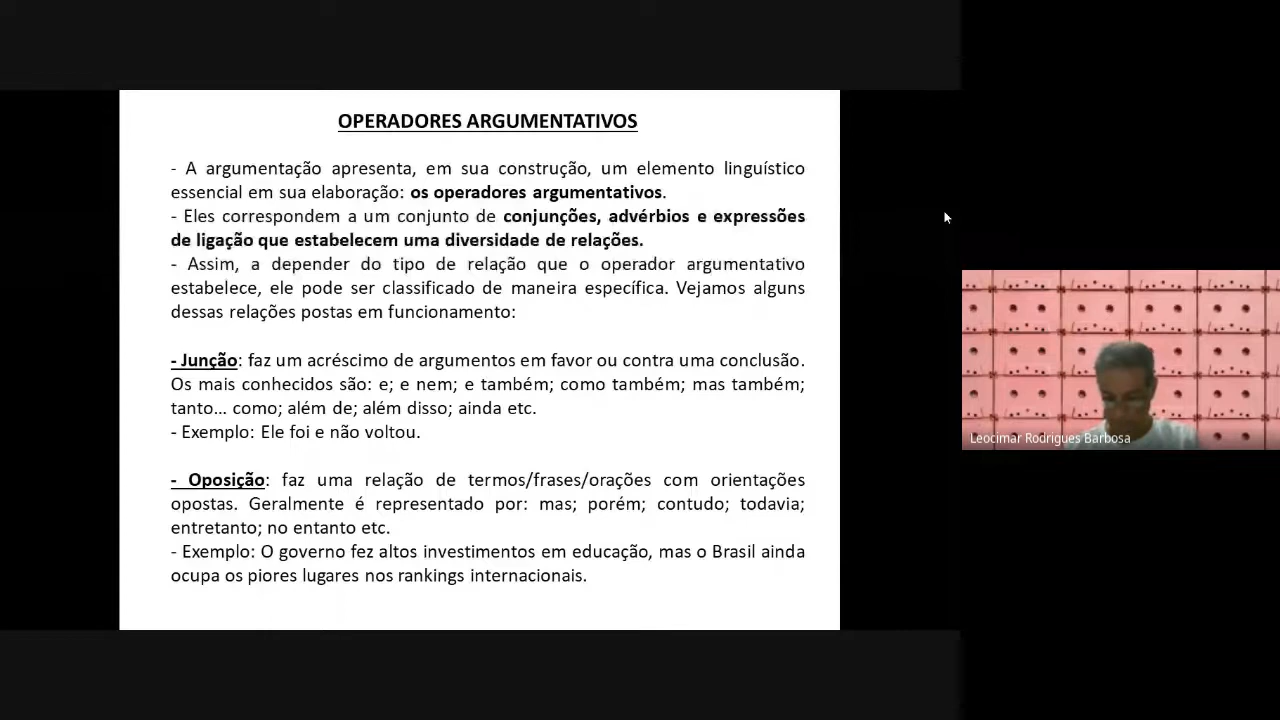 OPERADORES ARGUMENTATIVOS
- A argumentação apresenta, em sua construção, um elemento linguístico
essencial em sua elaboração: os operadores argumentativos.
- Eles correspondem a um conjunto de conjunções, advérbios e expressões
de ligação que estabelecem uma diversidade de relações.
- Assim, a depender do tipo de relação que o operador argumentativo
estabelece, ele pode ser classificado de maneira específica. Vejamos alguns
dessas relações postas em funcionamento:
- Junção: faz um acréscimo de argumentos em favor ou contra uma conclusão.
Os mais conhecidos são: e; e nem; e também; como também; mas também;
tanto... como; além de; além disso; ainda etc.
- Exemplo: Ele foi e não voltou.
- Oposição: faz uma relação de termos/frases/orações com orientações
opostas. Geralmente é representado por: mas; porém; contudo; todavia;
entretanto; no entanto etc.
- Exemplo: O governo fez altos investimentos em educação, mas o Brasil ainda
ocupa os piores lugares nos rankings internacionais.
Leocimar Rodrigues Barbosa